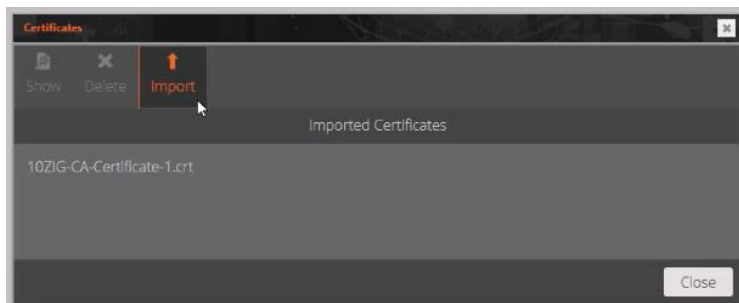 Certificates
Show Delete Import
Imported Certificates
10ZIG-CA-Certificate-1.crt
Close